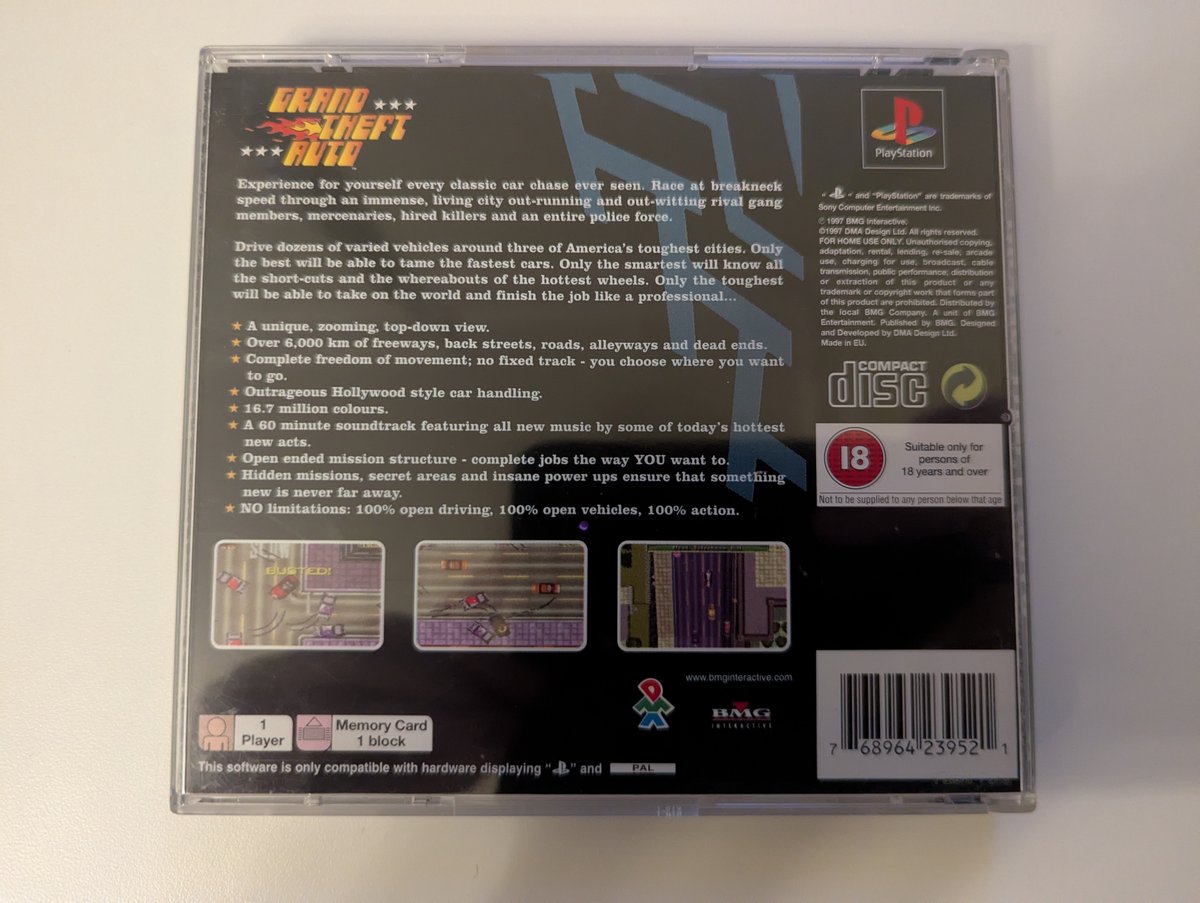 GRAND
THEFT
AUTO
Experience for yourself every classic car chase ever seen. Race at breakneck
speed through an immense, living city out-running and out-witting rival gang
members, mercenaries, hired killers and an entire police force.
Drive dozens of varied vehicles around three of America's toughest cities. Only
the best will be able to tame the fastest cars. Only the smartest will know all
the short-cuts and the whereabouts of the hottest wheels. Only the toughest
will be able to take on the world and finish the job like a professional...
★ A unique, zooming, top-down view.
★ Over 6,000 km of freeways, back streets, roads, alleyways and dead ends.
★ Complete freedom of movement; no fixed track - you choose where you want
to go.
★ Outrageous Hollywood style car handling.
★ 16.7 million colours.
★ A 60 minute soundtrack featuring all new music by some of today's hottest
new acts.
★ Open ended mission structure - complete jobs the way YOU want to.
★ Hidden missions, secret areas and insane power ups ensure that something
new is never far away.
★ NO limitations: 100% open driving, 100% open vehicles, 100% action.
BUSTED!
www.bmginteractive.com
DMA
BMG
INTERACTIVE
1
Player
Memory Card
1 block
This software is only compatible with hardware displaying " " and PAL
PlayStation
" " and "PlayStation" are trademarks of
Sony Computer Entertainment Inc.
℗ 1997 BMG Interactive.
©1997 DMA Design Ltd. All rights reserved.
FOR HOME USE ONLY. Unauthorised copying,
adaptation, rental, lending, re-sale, arcade
use, charging for use, broadcast, cable
transmission, public performance, distribution
or extraction of this product or any
trademark or copyright work that forms part
of this product are prohibited. Distributed by
the local BMG Company. A unit of BMG
Entertainment. Published by BMG. Designed
and Developed by DMA Design Ltd.
Made in EU.
COMPACT
disc
18
Suitable only for
persons of
18 years and over
Not to be supplied to any person below that age
7 68964 23952 1